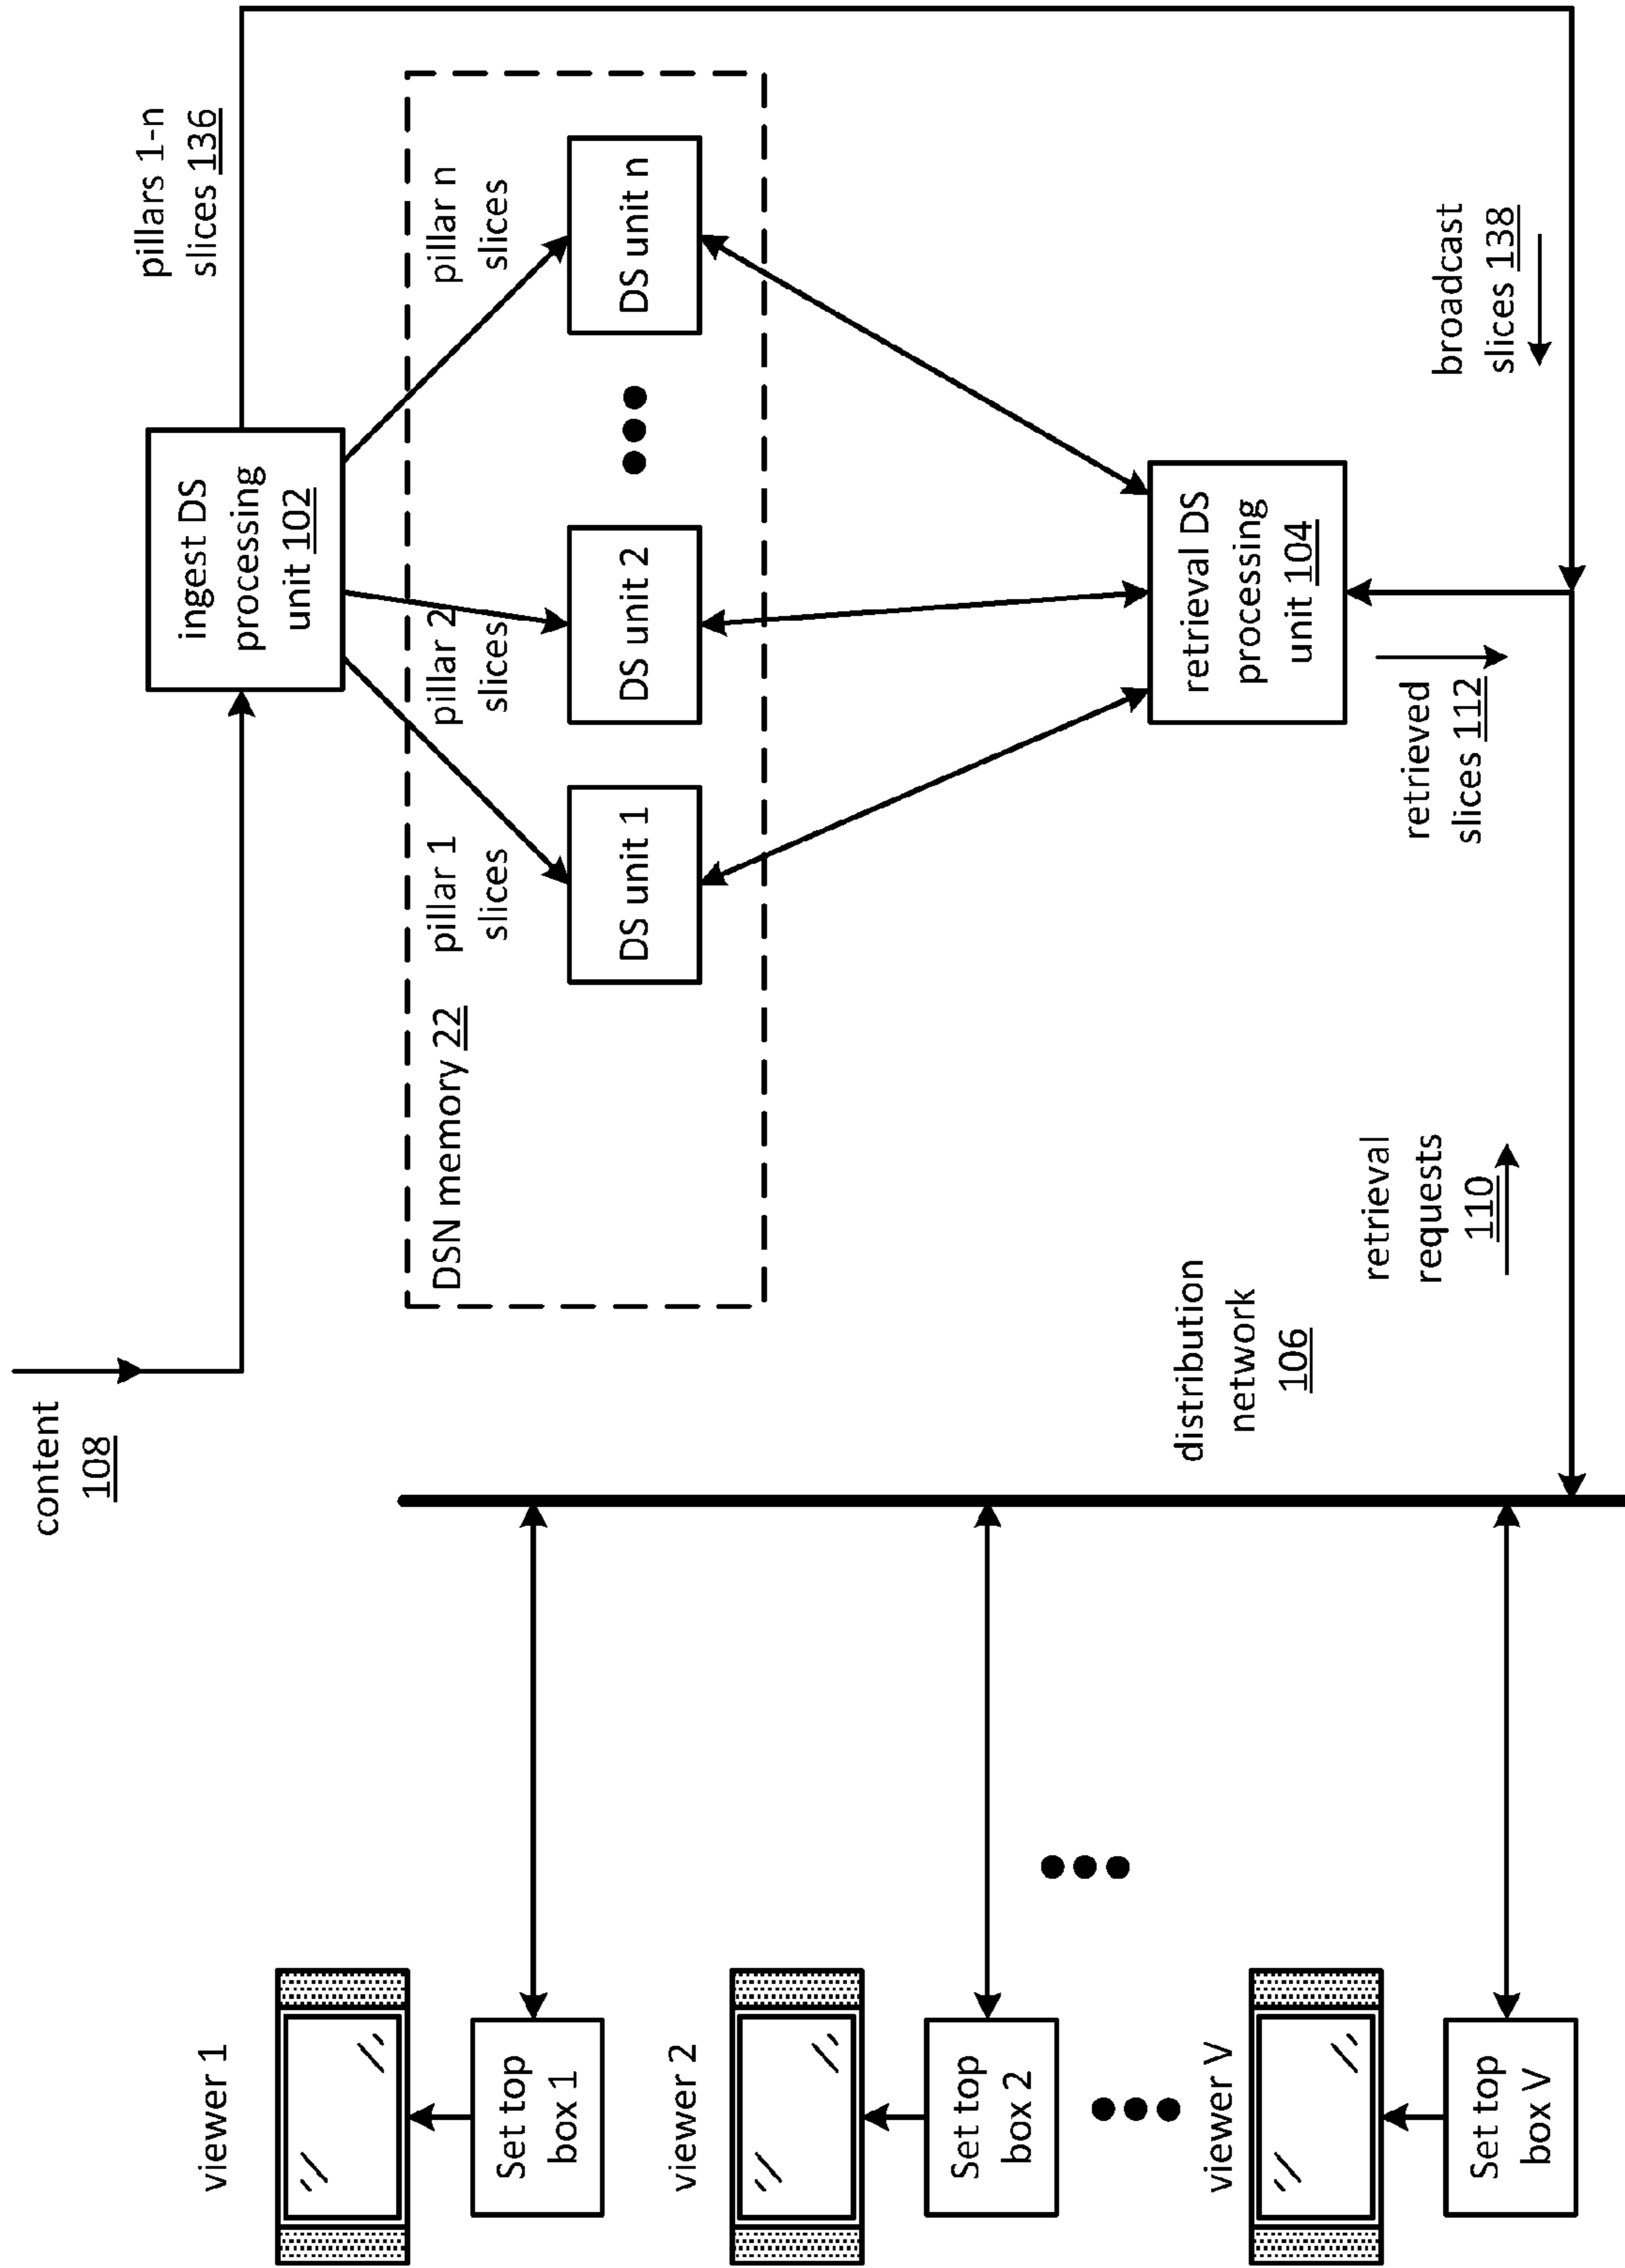 content
108
ingest DS
processing
unit 102
pillars 1-n
slices 136
DSN memory 22
pillar 1
slices
pillar 2
slices
pillar n
slices
DS unit 1
DS unit 2
DS unit n
viewer 1
Set top
box 1
viewer 2
Set top
box 2
viewer V
Set top
box V
distribution
network
106
retrieval DS
processing
unit 104
retrieval
requests
110
retrieved
slices 112
broadcast
slices 138